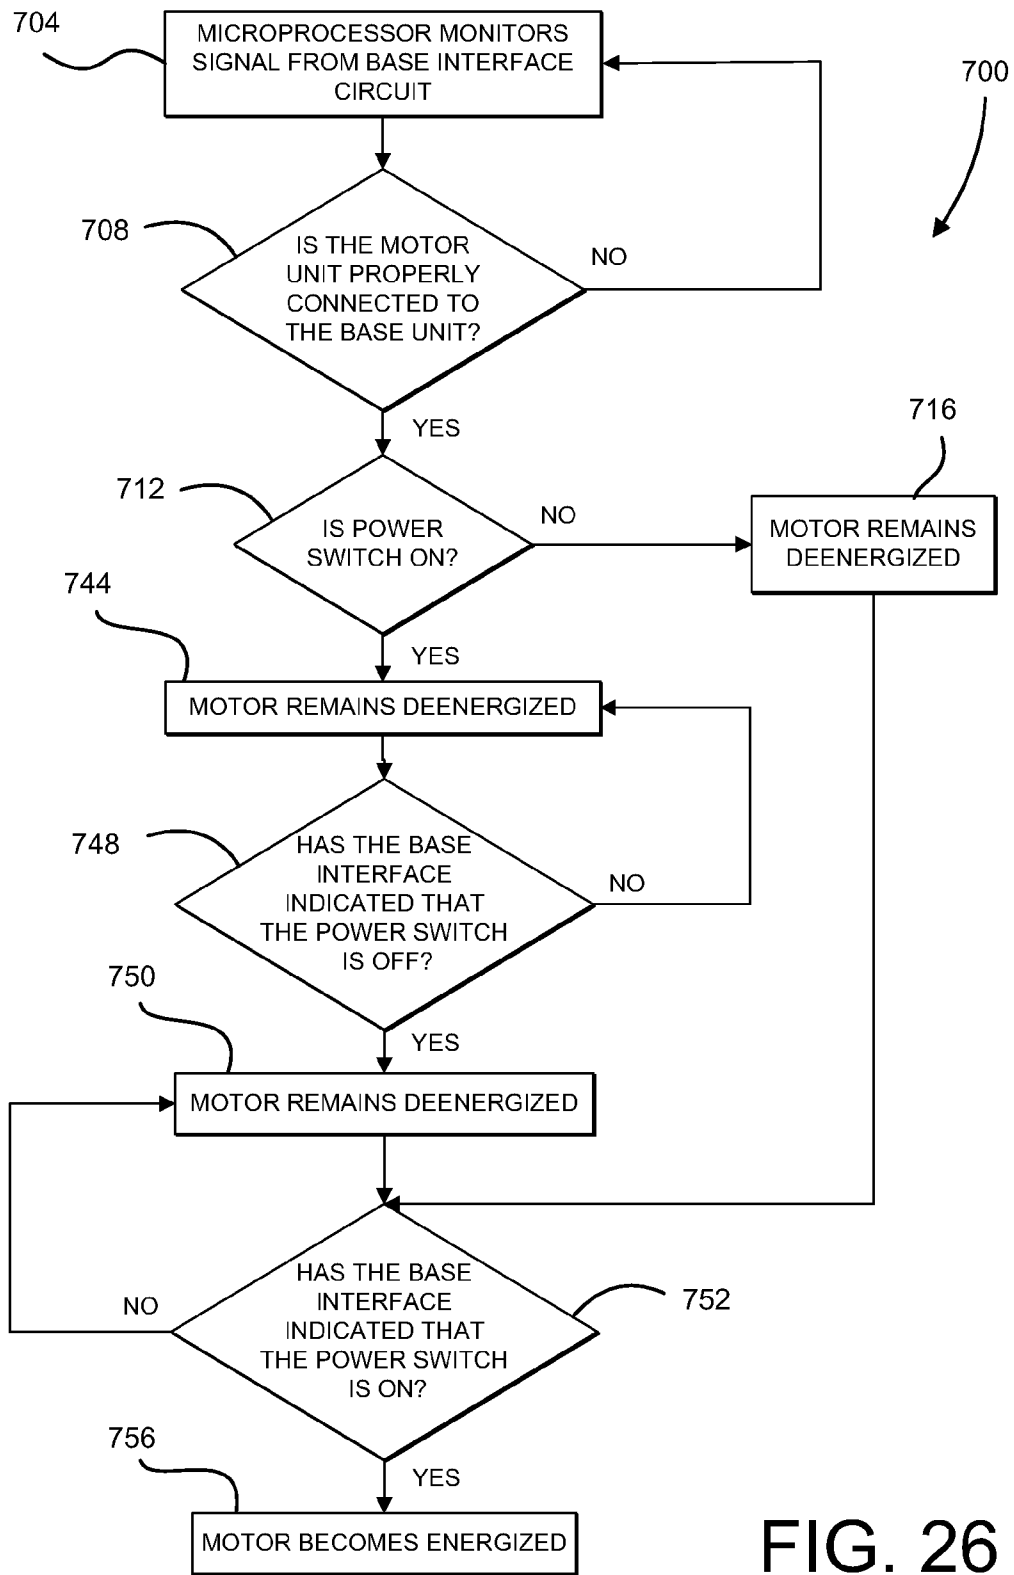 704
MICROPROCESSOR MONITORS
SIGNAL FROM BASE INTERFACE
CIRCUIT
700
708
IS THE MOTOR
UNIT PROPERLY
CONNECTED TO
THE BASE UNIT?
NO
YES
716
712
IS POWER
SWITCH ON?
NO
MOTOR REMAINS
DEENERGIZED
744
YES
MOTOR REMAINS DEENERGIZED
748
HAS THE BASE
INTERFACE
INDICATED THAT
THE POWER SWITCH
IS OFF?
NO
750
YES
MOTOR REMAINS DEENERGIZED
HAS THE BASE
INTERFACE
INDICATED THAT
THE POWER SWITCH
IS ON?
NO
752
756
YES
MOTOR BECOMES ENERGIZED
FIG. 26